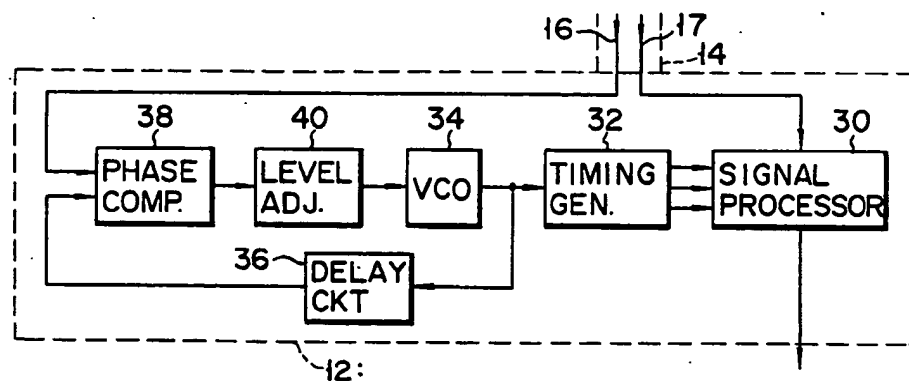 16
17
14
38
40
34
32
30
PHASE
COMP.
LEVEL
ADJ.
VCO
TIMING
GEN.
SIGNAL
PROCESSOR
36
DELAY
CKT
12: